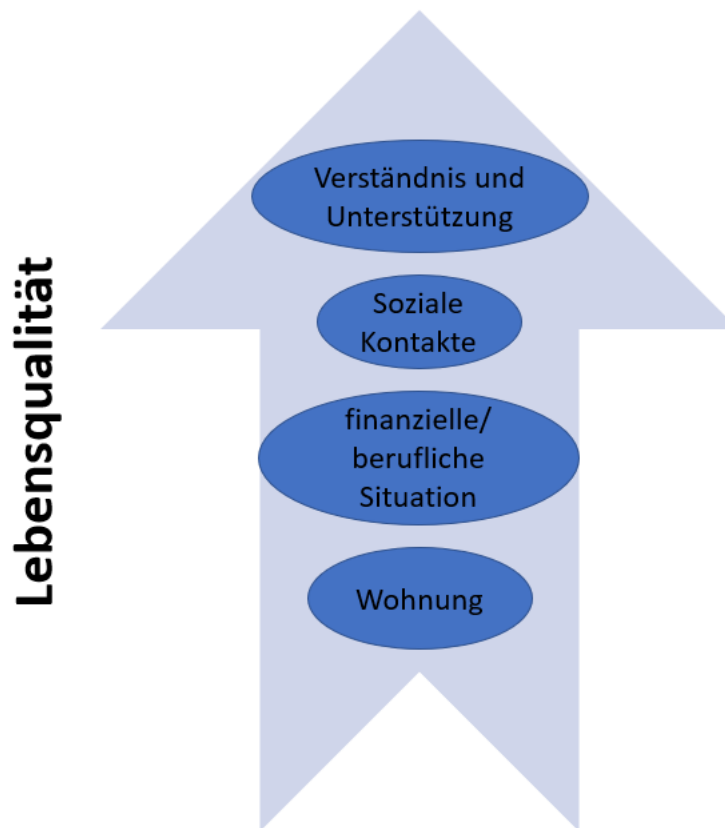 Lebensqualität
Verständnis und
Unterstützung
Soziale
Kontakte
finanzielle/
berufliche
Situation
Wohnung